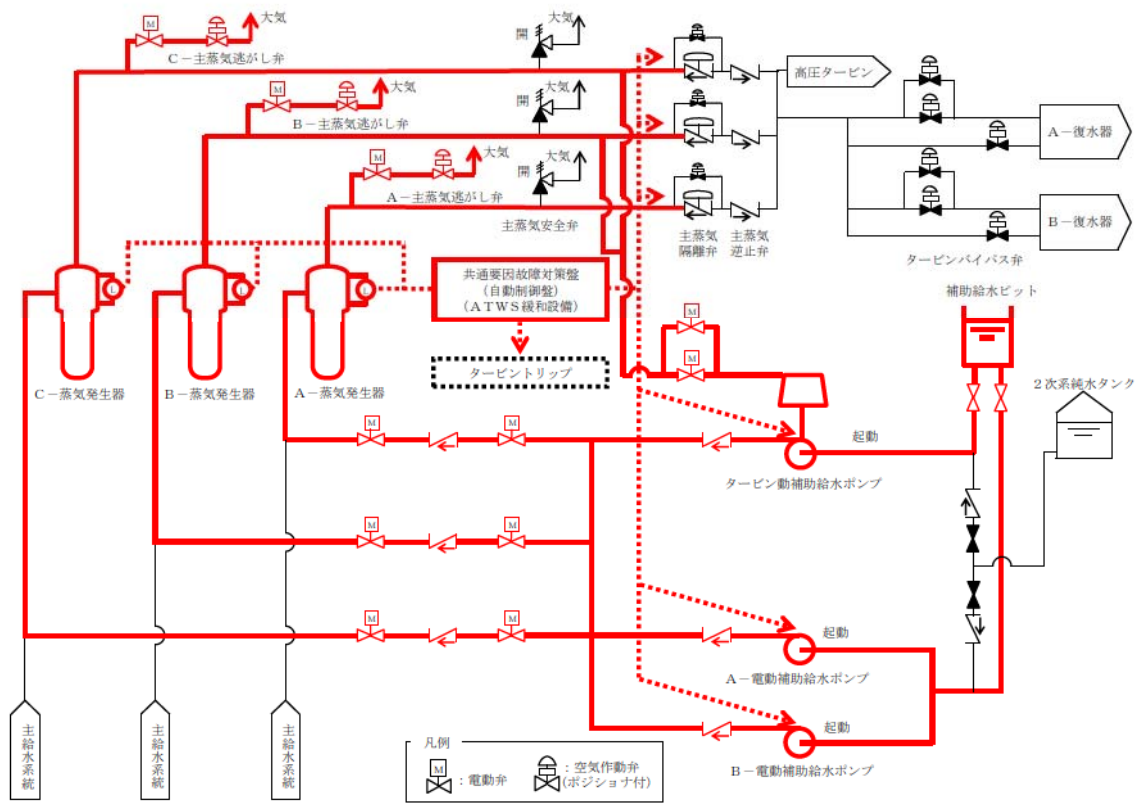 M
大気
C－主蒸気逃がし弁
開
大気
高圧タービン
M
大気
B－主蒸気逃がし弁
開
大気
A－復水器
M
大気
A－主蒸気逃がし弁
開
大気
主蒸気安全弁
主蒸気
隔離弁
主蒸気
逆止弁
B－復水器
タービンバイパス弁
L
L
L
共通要因故障対策盤
(自動制御盤)
(ATWS緩和設備)
タービントリップ
補助給水ピット
M
M
2次系純水タンク
C－蒸気発生器
B－蒸気発生器
A－蒸気発生器
M
M
起動
タービン動補助給水ポンプ
M
M
M
M
起動
A－電動補助給水ポンプ
起動
B－電動補助給水ポンプ
主給水系統
主給水系統
主給水系統
凡例
M
：電動弁
：空気作動弁
(ポジショナ付)